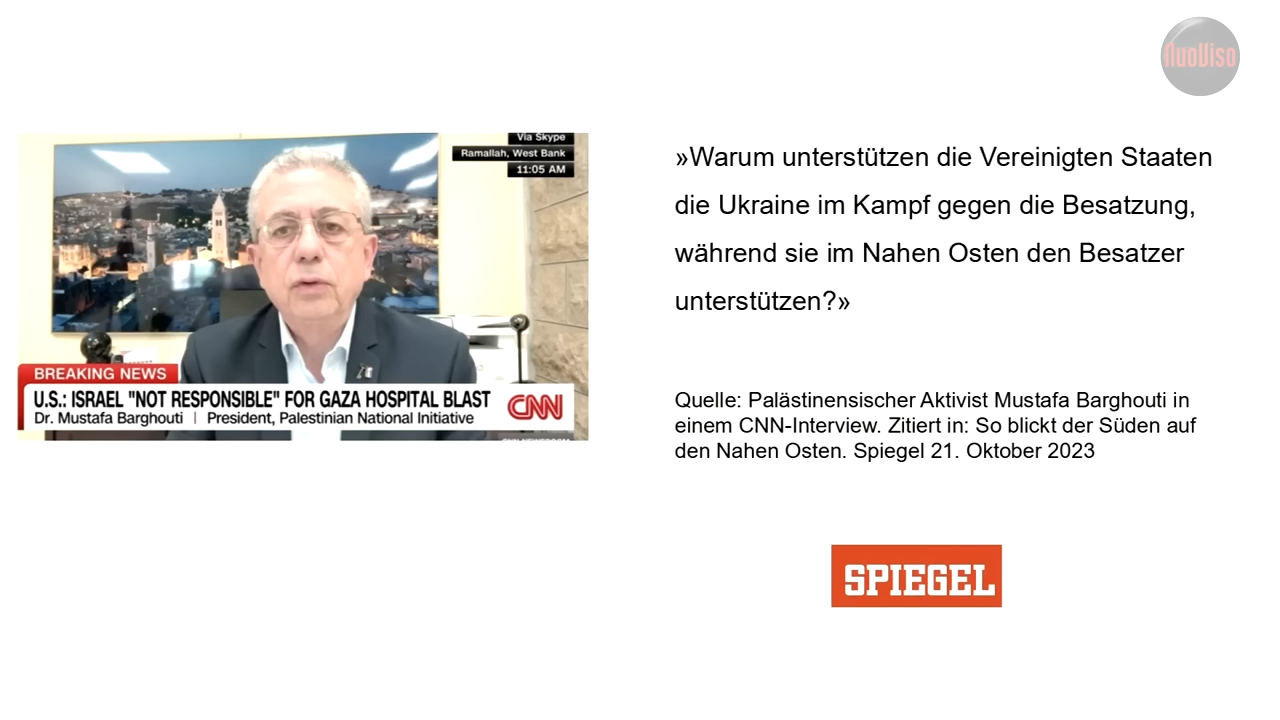 NuoViso
Via Skype
Ramallah, West Bank
11:05 AM
BREAKING NEWS
U.S.: ISRAEL "NOT RESPONSIBLE" FOR GAZA HOSPITAL BLAST
Dr. Mustafa Barghouti | President, Palestinian National Initiative
CNN
CNN NEWSROOM
»Warum unterstützen die Vereinigten Staaten
die Ukraine im Kampf gegen die Besatzung,
während sie im Nahen Osten den Besatzer
unterstützen?»
Quelle: Palästinensischer Aktivist Mustafa Barghouti in
einem CNN-Interview. Zitiert in: So blickt der Süden auf
den Nahen Osten. Spiegel 21. Oktober 2023
SPIEGEL